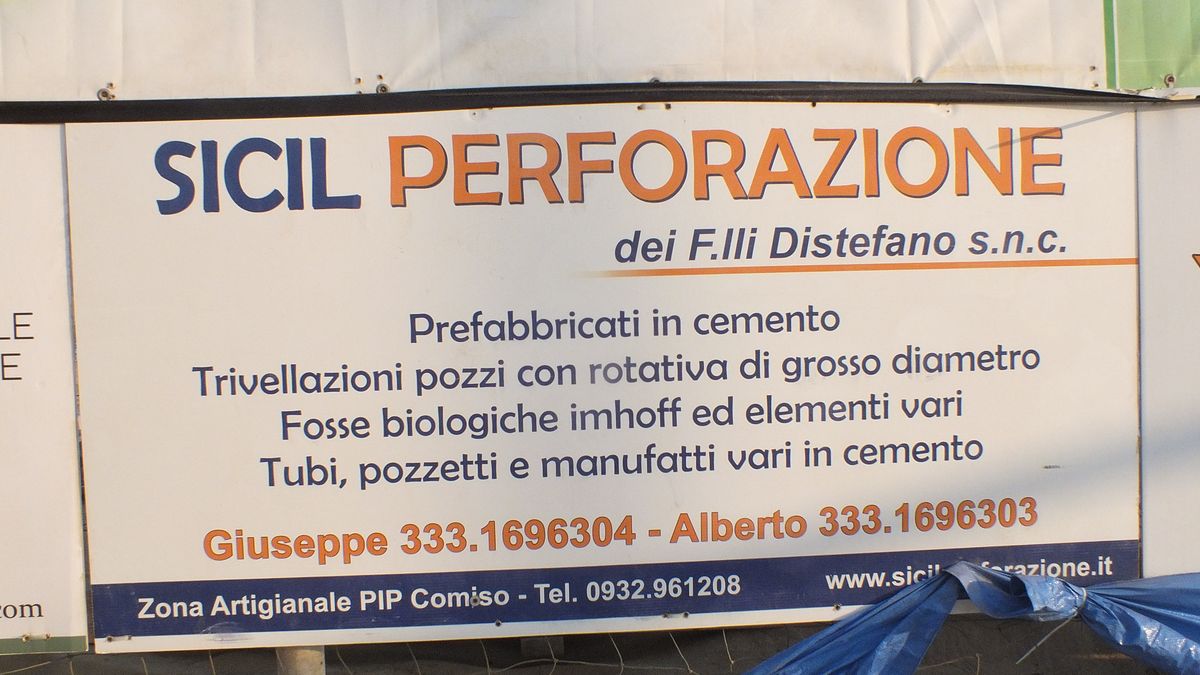 SICIL PERFORAZIONE
dei F.lli Distefano s.n.c.
Prefabbricati in cemento
Trivellazioni pozzi con rotativa di grosso diametro
Fosse biologiche imhoff ed elementi vari
Tubi, pozzetti e manufatti vari in cemento
Giuseppe 333.1696304 - Alberto 333.1696303
Zona Artigianale PIP Comiso - Tel. 0932.961208